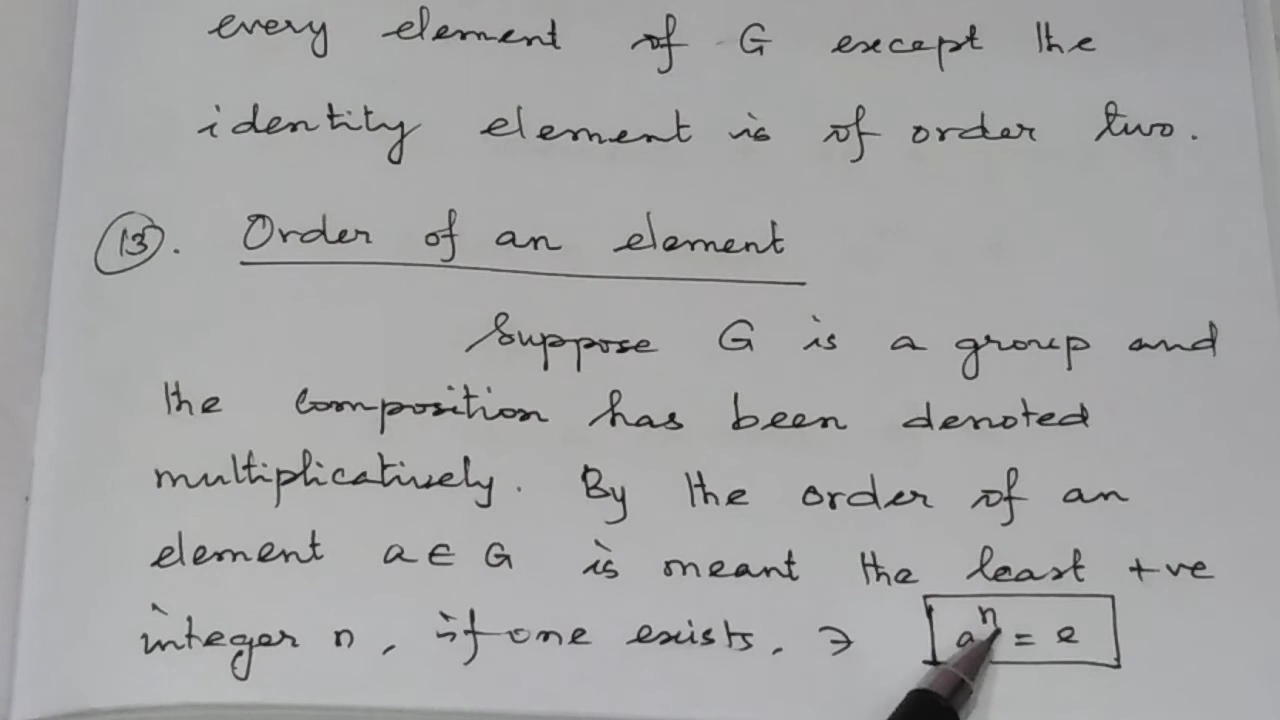 every element of G except the
identity element is of order two.
13. Order of an element
Suppose G is a group and
the composition has been denoted
multiplicatively. By the order of an
element a ∈ G is meant the least +ve
integer n, if one exists, ∋ aⁿ = e